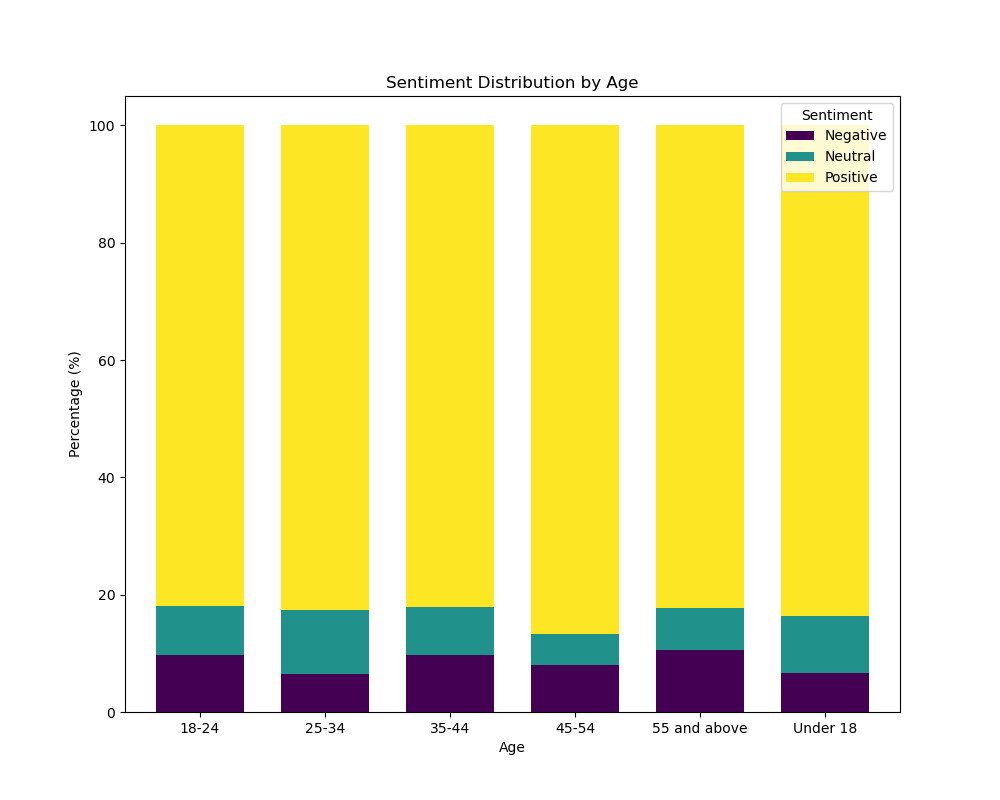 Sentiment Distribution by Age
Sentiment
Negative
Neutral
Positive
Percentage (%)
100
80
60
40
20
0
18-24 25-34 35-44 45-54 55 and above Under 18
Age